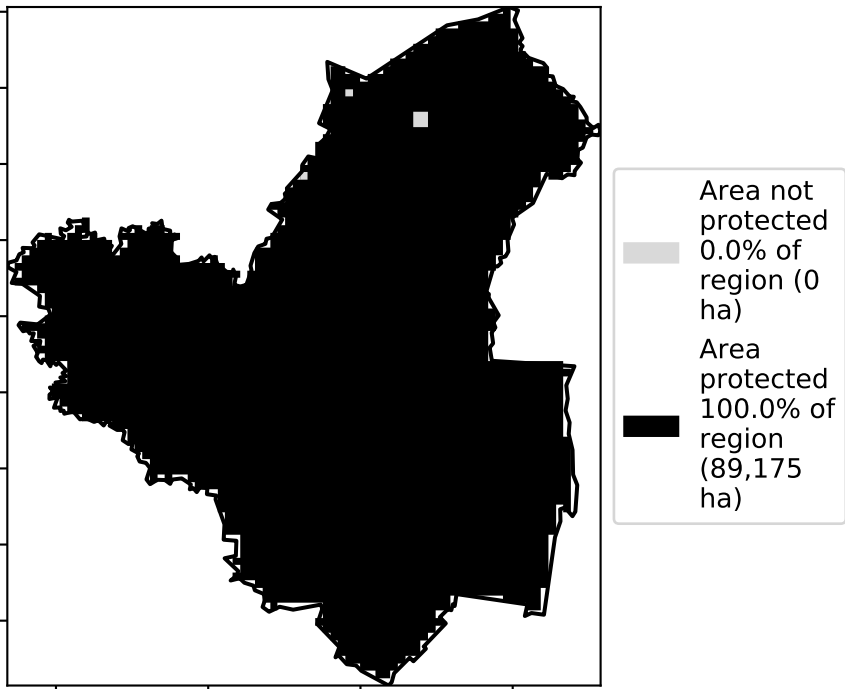 Area not
protected
0.0% of
region (0
ha)
Area
protected
100.0% of
region
(89,175
ha)